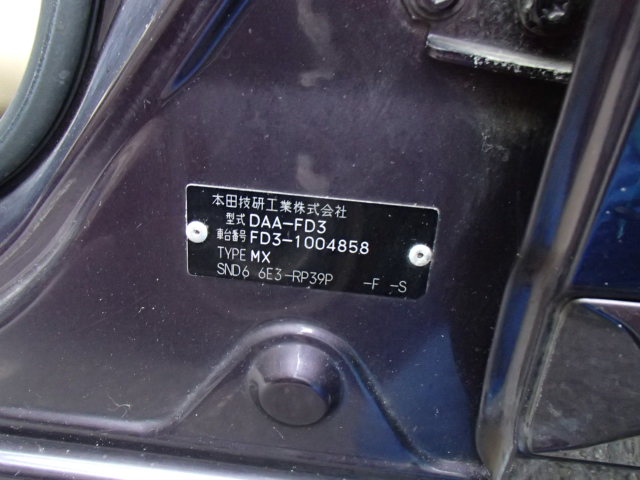 本田技研工業株式会社
型式 DAA-FD3
車台番号 FD3-1004858
TYPE MX
SND6 6E3-RP39P -F -S